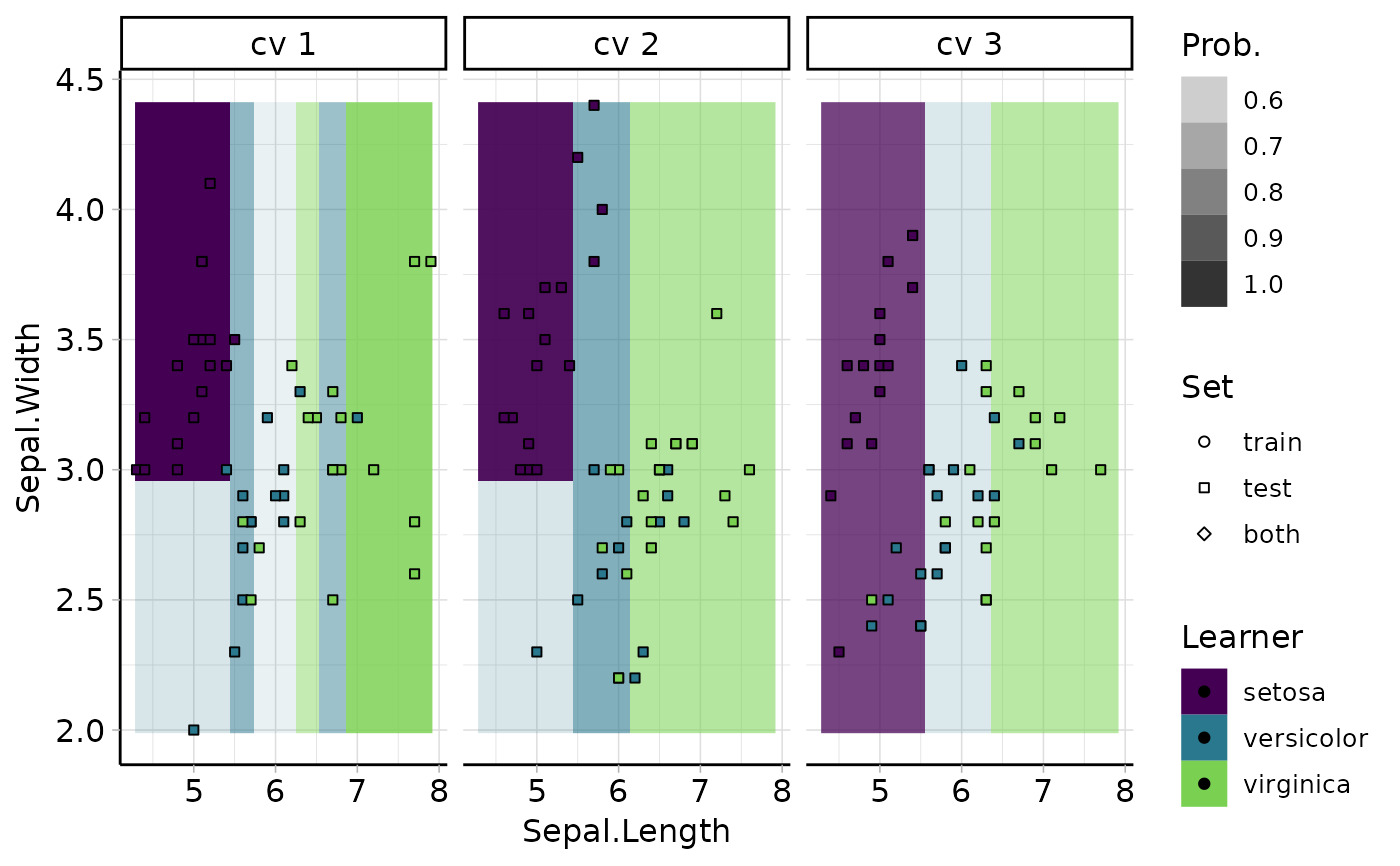 cv 1
cv 2
cv 3
4.5
4.0
3.5
3.0
2.5
2.0
Sepal.Width
5 6 7 8
5 6 7 8
5 6 7 8
Sepal.Length
Prob.
0.6
0.7
0.8
0.9
1.0
Set
train
test
both
Learner
setosa
versicolor
virginica